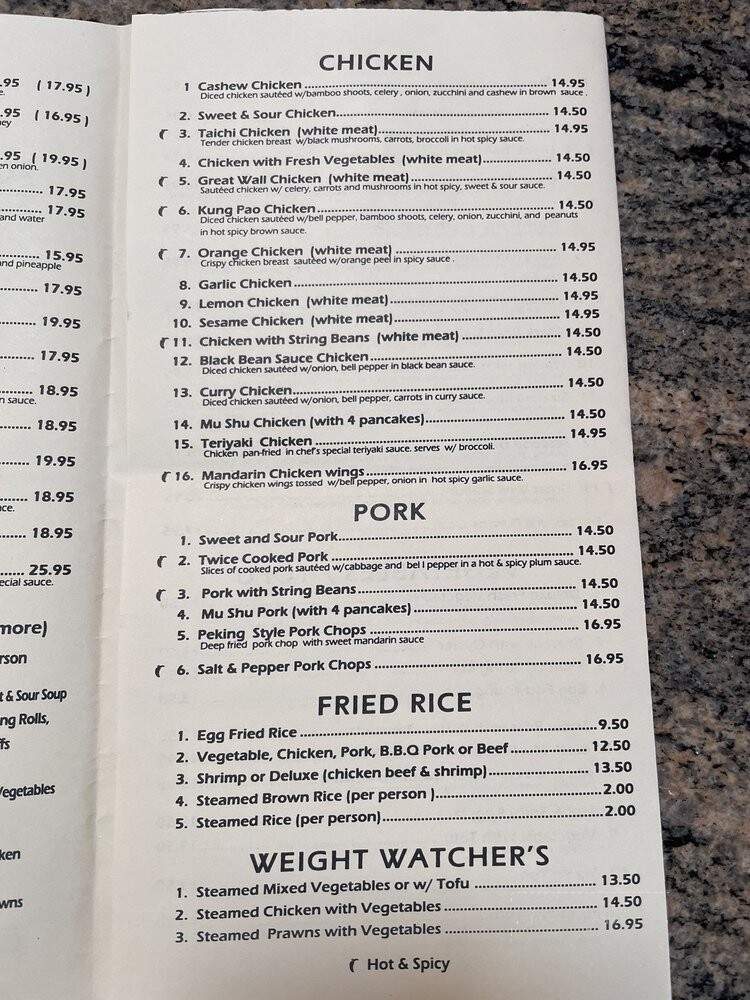 .95 ( 17.95 )
.95 ( 16.95 )
.95 ( 19.95 )
en onion.
17.95
17.95
and water
15.95
and pineapple
17.95
19.95
17.95
18.95
n sauce.
18.95
19.95
18.95
18.95
25.95
ecial sauce.
more)
rson
t & Sour Soup
ng Rolls,
ffs
Vegetables
ken
wns
CHICKEN
1 Cashew Chicken 14.95
Diced chicken sautéed w/bamboo shoots, celery , onion, zucchini and cashew in brown sauce .
2. Sweet & Sour Chicken 14.50
3. Taichi Chicken (white meat) 14.95
Tender chicken breast w/black mushrooms, carrots, broccoli in hot spicy sauce.
4. Chicken with Fresh Vegetables (white meat) 14.50
5. Great Wall Chicken (white meat) 14.50
Sautéed chicken w/ celery, carrots and mushrooms in hot spicy, sweet & sour sauce.
6. Kung Pao Chicken 14.50
Diced chicken sautéed w/bell pepper, bamboo shoots, celery, onion, zucchini, and peanuts
in hot spicy brown sauce.
7. Orange Chicken (white meat) 14.95
Crispy chicken breast sautéed w/orange peel in spicy sauce .
8. Garlic Chicken 14.50
9. Lemon Chicken (white meat) 14.95
10. Sesame Chicken (white meat) 14.95
11. Chicken with String Beans (white meat) 14.50
12. Black Bean Sauce Chicken 14.50
Diced chicken sautéed w/onion, bell pepper in black bean sauce.
13. Curry Chicken 14.50
Diced chicken sautéed w/onion, bell pepper, carrots in curry sauce.
14. Mu Shu Chicken (with 4 pancakes) 14.50
15. Teriyaki Chicken 14.95
Chicken pan-fried in chef's special teriyaki sauce. serves w/ broccoli.
16. Mandarin Chicken wings 16.95
Crispy chicken wings tossed w/bell pepper, onion in hot spicy garlic sauce.
PORK
1. Sweet and Sour Pork 14.50
2. Twice Cooked Pork 14.50
Slices of cooked pork sautéed w/cabbage and bel l pepper in a hot & spicy plum sauce.
3. Pork with String Beans 14.50
4. Mu Shu Pork (with 4 pancakes) 14.50
5. Peking Style Pork Chops 16.95
Deep fried pork chop with sweet mandarin sauce
6. Salt & Pepper Pork Chops 16.95
FRIED RICE
1. Egg Fried Rice 9.50
2. Vegetable, Chicken, Pork, B.B.Q Pork or Beef 12.50
3. Shrimp or Deluxe (chicken beef & shrimp) 13.50
4. Steamed Brown Rice (per person ) 2.00
5. Steamed Rice (per person) 2.00
WEIGHT WATCHER'S
1. Steamed Mixed Vegetables or w/ Tofu 13.50
2. Steamed Chicken with Vegetables 14.50
3. Steamed Prawns with Vegetables 16.95
Hot & Spicy